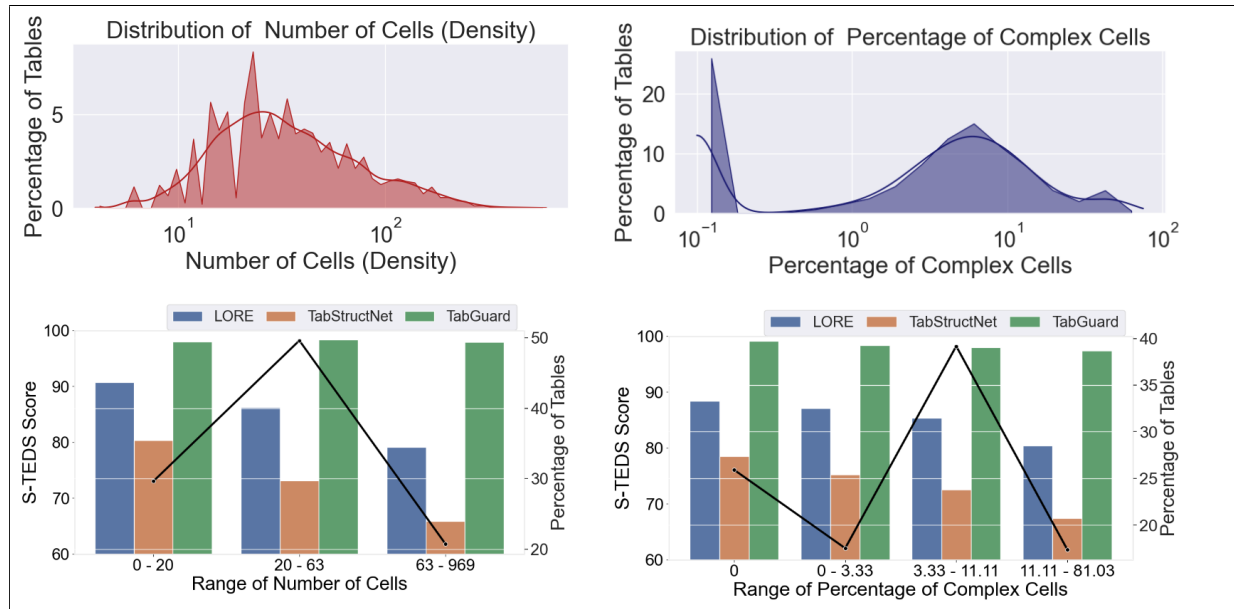 Distribution of Number of Cells (Density)
Percentage of Tables
5
0
10^1
10^2
Number of Cells (Density)
Distribution of Percentage of Complex Cells
Percentage of Tables
20
10
0
10^−1
10^0
10^1
10^2
Percentage of Complex Cells
LORE TabStructNet TabGuard
S-TEDS Score
100
90
80
70
60
50
40
30
20
Percentage of Tables
0 - 20 20 - 63 63 - 969
Range of Number of Cells
LORE TabStructNet TabGuard
S-TEDS Score
100
90
80
70
60
40
35
30
25
20
Percentage of Tables
0 0 - 3.33 3.33 - 11.11 11.11 - 81.03
Range of Percentage of Complex Cells